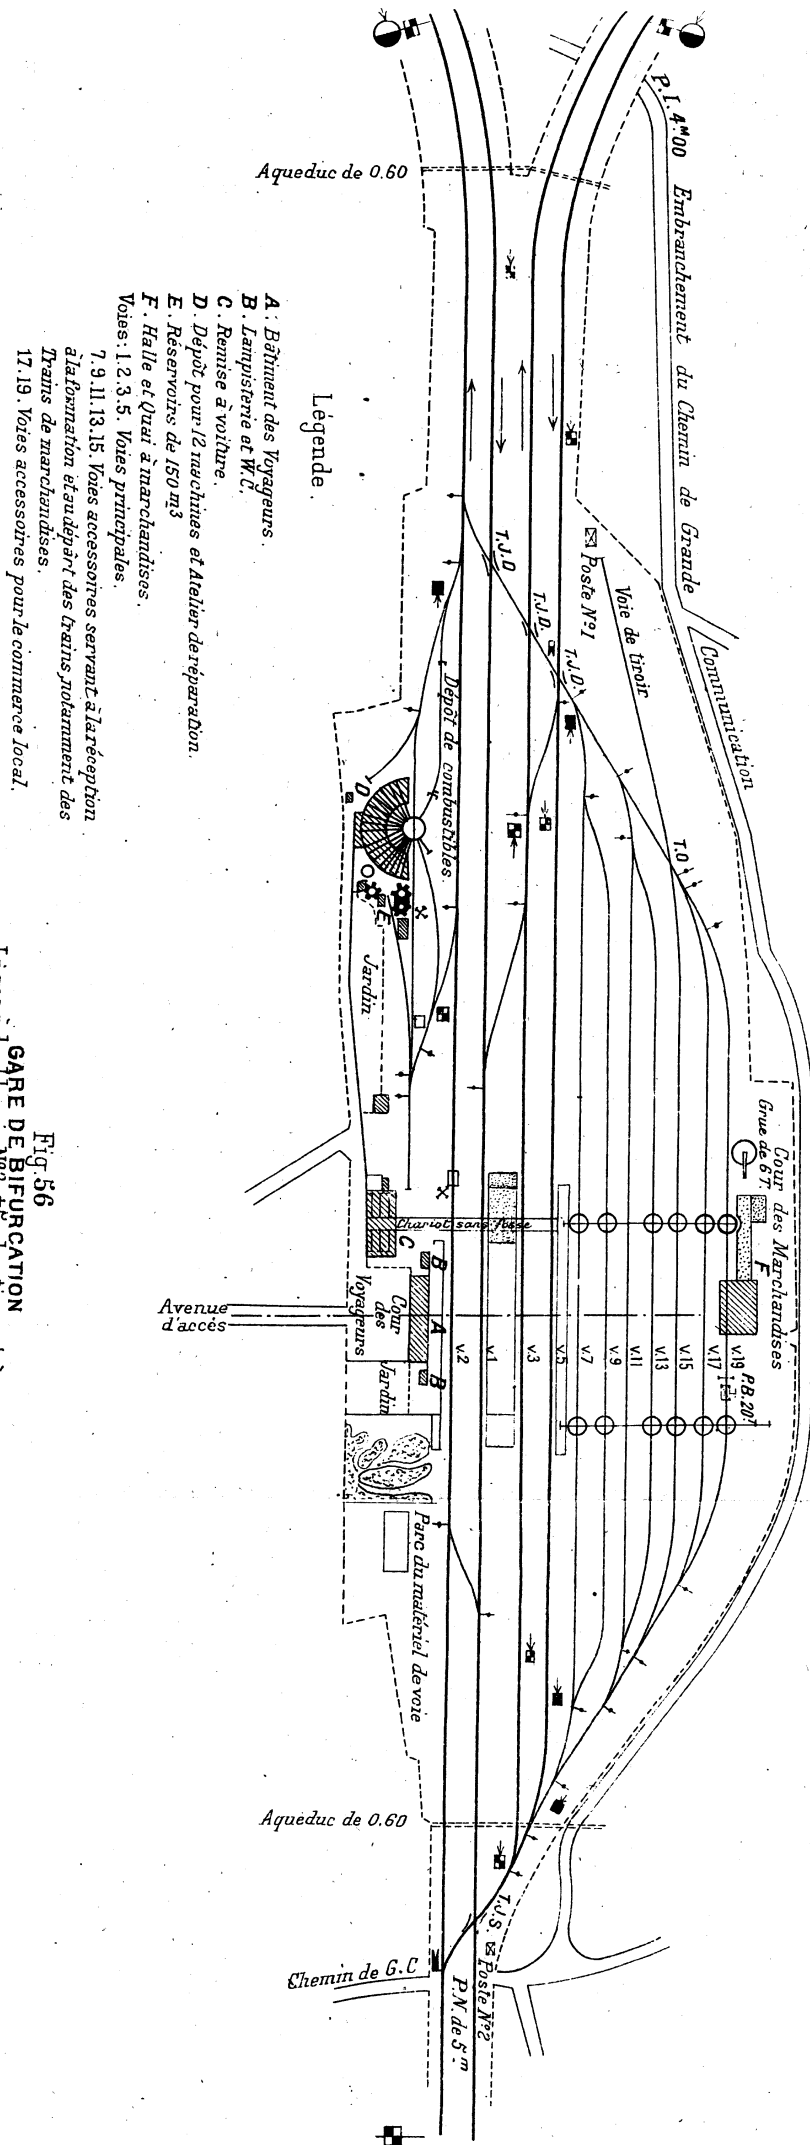 P.I. 4.ᴹ00 Embranchement du Chemin de Grande Communication
Aqueduc de 0.60
Légende.
A. Bâtiment des Voyageurs.
B. Lampisterie et W.C.
C. Remise à voiture.
D. Dépôt pour 12 machines et Atelier de réparation.
E. Réservoirs de 150 m3
F. Halle et Quai à marchandises.
Voies: 1.2.3.5. Voies principales.
7.9.11.13.15. Voies accessoires servant à la réception
à la formation et au départ des trains, notamment des
Trains de marchandises.
17.19. Voies accessoires pour le commerce local.
T.J.D
T.J.D.
T.J.D.
Poste Nº1
Voie de tiroir
Dépôt de combustibles.
T.O
D
E
Jardin
Grue de 6T.
Cour des Marchandises
F
Chariot sans fosse
C
B
A
B
Cour
des
Voyageurs
Jardin
Avenue
d'accés
v.2
v.1
v.3
v.5
v.7
v.9
v.11
v.13
v.15
v.17
v.19
P.B. 20ᵀ
Parc du matériel de voie
Aqueduc de 0.60
T.J.S.
Poste Nº2
P.N. de 5ᵐ
Chemin de G.C
Fig. 56
GARE DE BIFURCATION